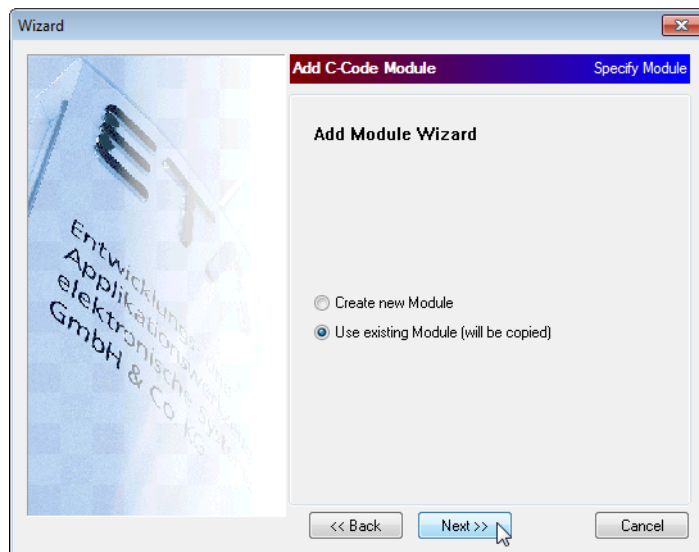 Wizard
Add C-Code Module Specify Module
ET
Entwicklungs- und
Applikationswerkzeuge
elektronische Systeme
GmbH & Co. KG
Add Module Wizard
Create new Module
Use existing Module (will be copied)
<< Back Next >> Cancel